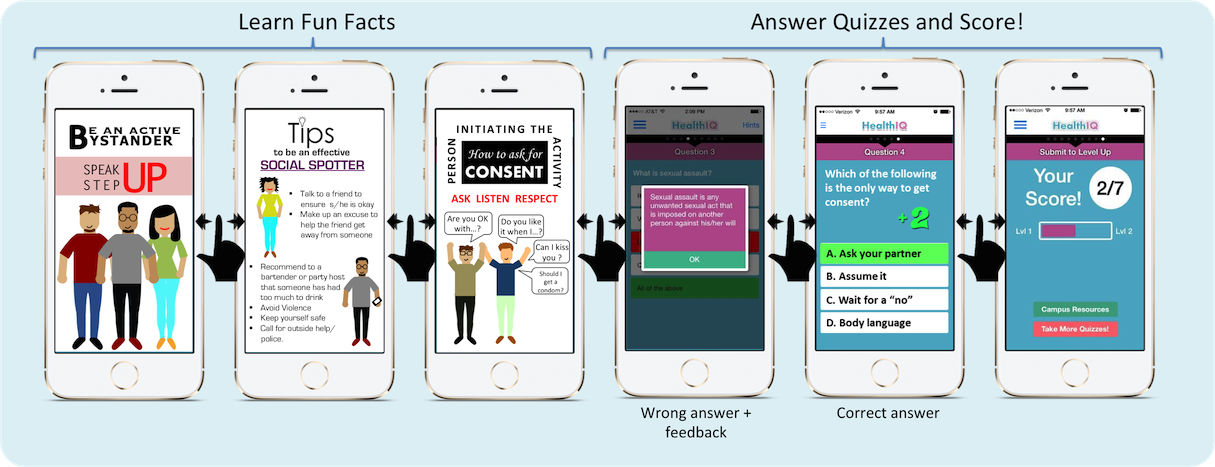 Learn Fun Facts
Answer Quizzes and Score!
BE AN ACTIVE
BYSTANDER
SPEAK
STEP UP
Tips
to be an effective
SOCIAL SPOTTER
• Talk to a friend to
ensure s/he is okay
• Make up an excuse to
help the friend get
away from someone
• Recommend to a
bartender or party host
that someone has had
too much to drink
• Avoid Violence
• Keep yourself safe
• Call for outside help/
police.
INITIATING THE
PERSON
How to ask for
CONSENT
ACTIVITY
ASK LISTEN RESPECT
Are you OK
with...?
Do you like
it when I...?
Can I kiss
you ?
Should I
get a
condom?
AT&T 2:06 PM
HealthIQ
Hints
Question 3
What is sexual assault?
Sexual assault is any
unwanted sexual act that
is imposed on another
person against his/her will
OK
All of the above
Wrong answer +
feedback
Verizon 9:57 AM
HealthIQ
Question 4
Which of the following
is the only way to get
consent?
+2
A. Ask your partner
B. Assume it
C. Wait for a "no"
D. Body language
Correct answer
Verizon 9:57 AM
HealthIQ
Submit to Level Up
Your
Score!
2/7
Lvl 1
Lvl 2
Campus Resources
Take More Quizzes!